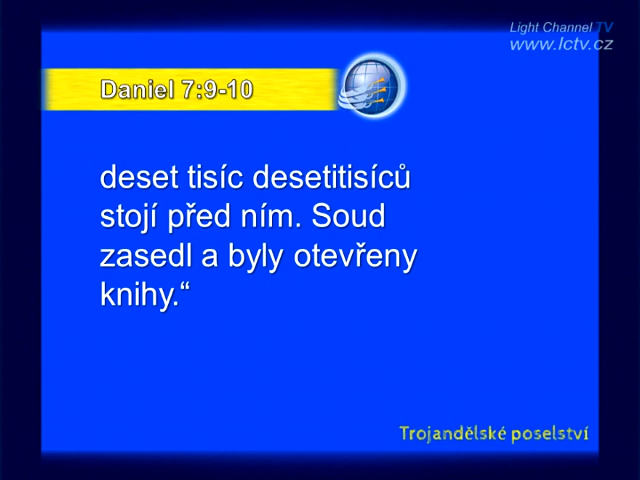 Light Channel TV
www.lctv.cz
Daniel 7:9-10
deset tisíc desetitisíců
stojí před ním. Soud
zasedl a byly otevřeny
knihy.“
Trojandělské poselství